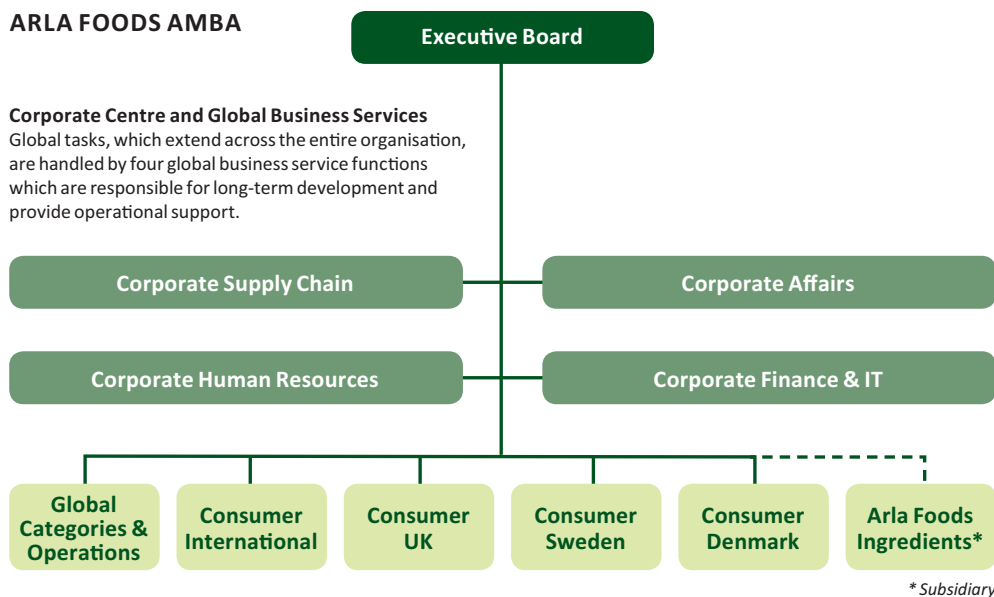 ARLA FOODS AMBA
Executive Board
Corporate Centre and Global Business Services
Global tasks, which extend across the entire organisation,
are handled by four global business service functions
which are responsible for long-term development and
provide operational support.
Corporate Supply Chain
Corporate Affairs
Corporate Human Resources
Corporate Finance & IT
Global
Categories &
Operations
Consumer
International
Consumer
UK
Consumer
Sweden
Consumer
Denmark
Arla Foods
Ingredients*
* Subsidiary